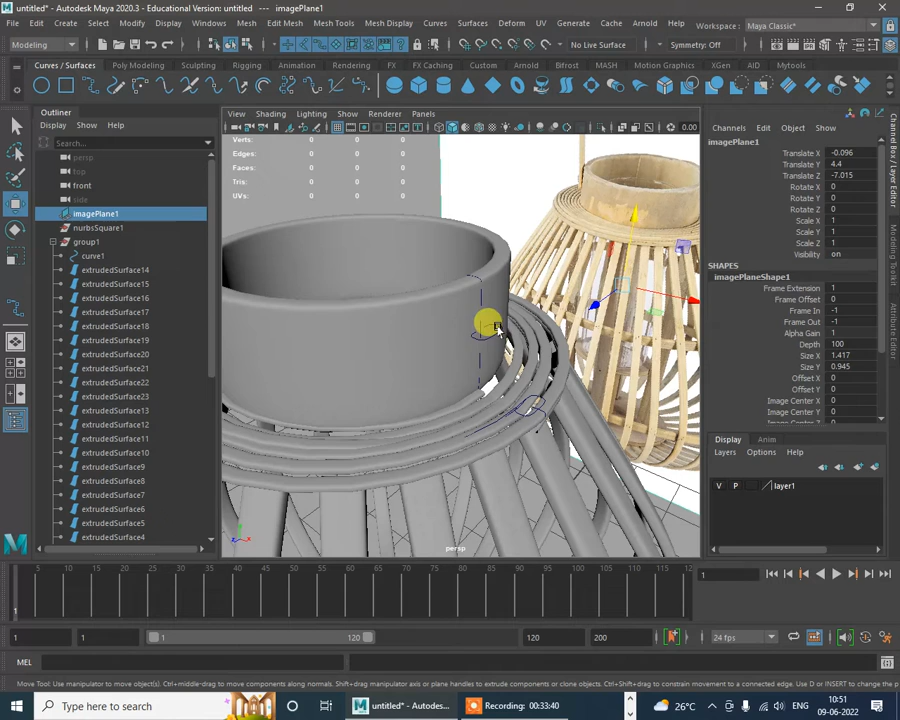 untitled* - Autodesk Maya 2020.3 - Educational Version: untitled --- imagePlane1
File Edit Create Select Modify Display Windows Mesh Edit Mesh Mesh Tools Mesh Display Curves Surfaces Deform UV Generate Cache Arnold Help
Workspace : Maya Classic*
Modeling
No Live Surface
Symmetry: Off
Curves / Surfaces Poly Modeling Sculpting Rigging Animation Rendering FX FX Caching Custom Arnold Bifrost MASH Motion Graphics XGen AID Mytools
Outliner
Display Show Help
Search...
persp
top
front
side
imagePlane1
nurbsSquare1
group1
curve1
extrudedSurface14
extrudedSurface15
extrudedSurface16
extrudedSurface17
extrudedSurface18
extrudedSurface19
extrudedSurface20
extrudedSurface21
extrudedSurface22
extrudedSurface23
extrudedSurface13
extrudedSurface12
extrudedSurface11
extrudedSurface10
extrudedSurface9
extrudedSurface8
extrudedSurface7
extrudedSurface6
extrudedSurface5
extrudedSurface4
View Shading Lighting Show Renderer Panels
0.00
Verts: 0 0 0
Edges: 0 0 0
Faces: 0 0 0
Tris: 0 0 0
UVs: 0 0 0
persp
Channels Edit Object Show
imagePlane1
Translate X -0.096
Translate Y 4.4
Translate Z -7.015
Rotate X 0
Rotate Y 0
Rotate Z 0
Scale X 1
Scale Y 1
Scale Z 1
Visibility on
SHAPES
imagePlaneShape1
Frame Extension 1
Frame Offset 0
Frame In -1
Frame Out -1
Alpha Gain 1
Depth 100
Size X 1.417
Size Y 0.945
Offset X 0
Offset Y 0
Image Center X 0
Image Center Y 0
Image Center Z 0
Display Anim
Layers Options Help
V P layer1
Channel Box / Layer Editor
Modeling Toolkit
Attribute Editor
5 10 15 20 25 30 35 40 45 50 55 60 65 70 75 80 85 90 95 100 105 110 115 12
1
1
1 1 1 120 120 200 24 fps
MEL
Move Tool: Use manipulator to move object(s). Ctrl+middle-drag to move components along normals. Shift+drag manipulator axis or plane handles to extrude components or clone objects. Ctrl+Shift+drag to constrain movement to a connected edge. Use D or INSERT to change the p
Type here to search
untitled* - Autodes...
Recording: 00:33:40
26°C
10:51
09-06-2022